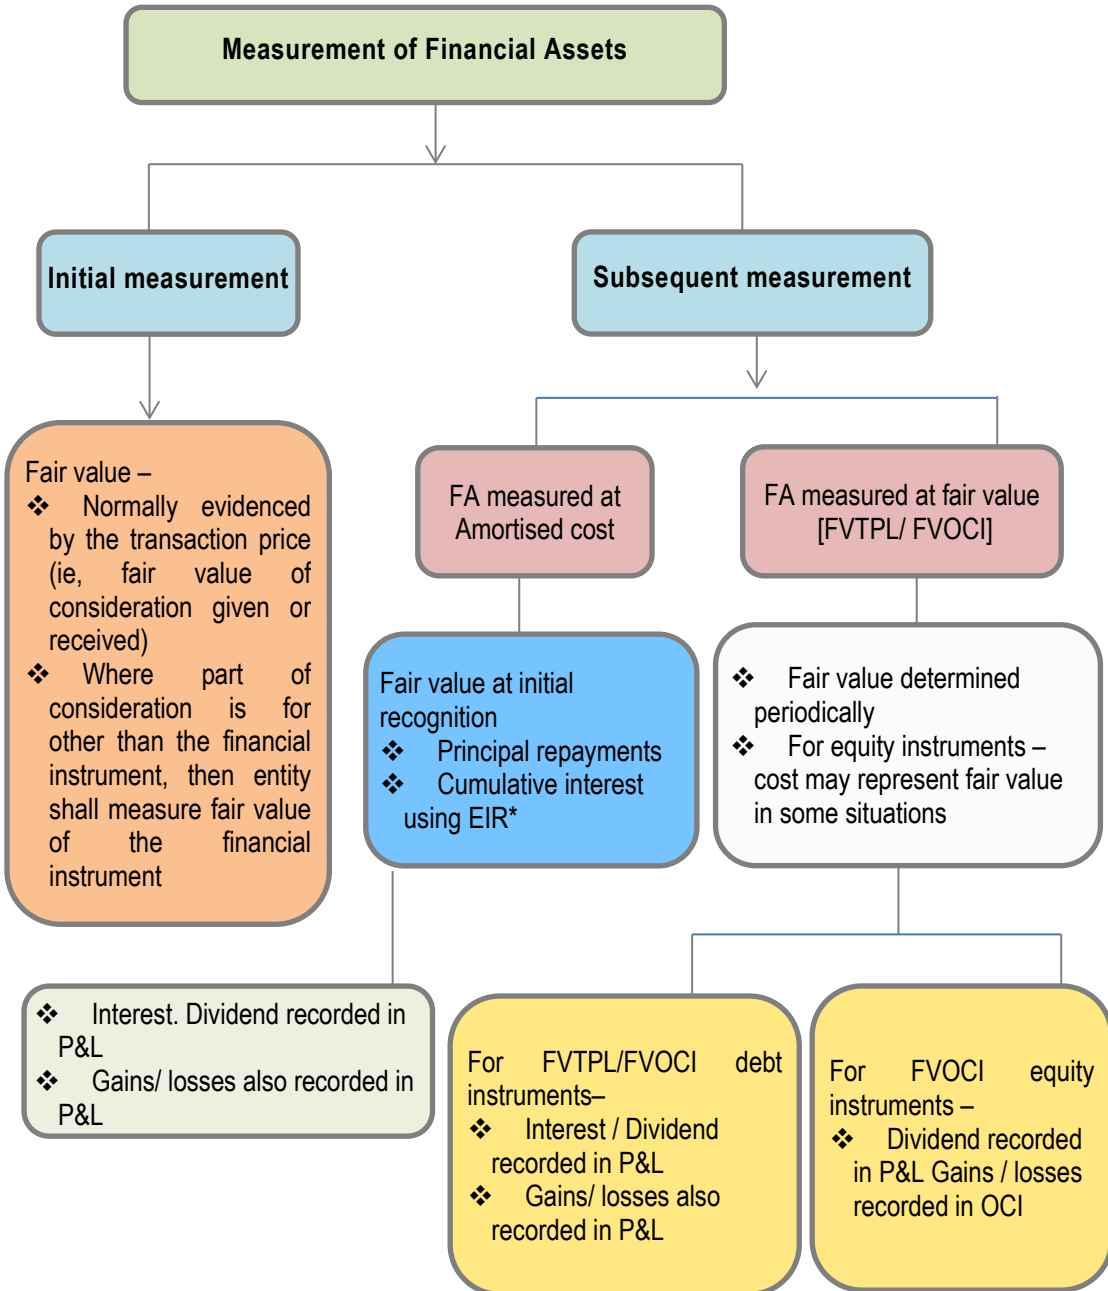 Measurement of Financial Assets
Initial measurement
Subsequent measurement
Fair value –
❖ Normally evidenced
by the transaction price
(ie, fair value of
consideration given or
received)
❖ Where part of
consideration is for
other than the financial
instrument, then entity
shall measure fair value
of the financial
instrument
FA measured at
Amortised cost
FA measured at fair value
[FVTPL/ FVOCI]
Fair value at initial
recognition
❖ Principal repayments
❖ Cumulative interest
using EIR*
❖ Fair value determined
periodically
❖ For equity instruments –
cost may represent fair value
in some situations
❖ Interest. Dividend recorded in
P&L
❖ Gains/ losses also recorded in
P&L
For FVTPL/FVOCI debt
instruments–
❖ Interest / Dividend
recorded in P&L
❖ Gains/ losses also
recorded in P&L
For FVOCI equity
instruments –
❖ Dividend recorded
in P&L Gains / losses
recorded in OCI